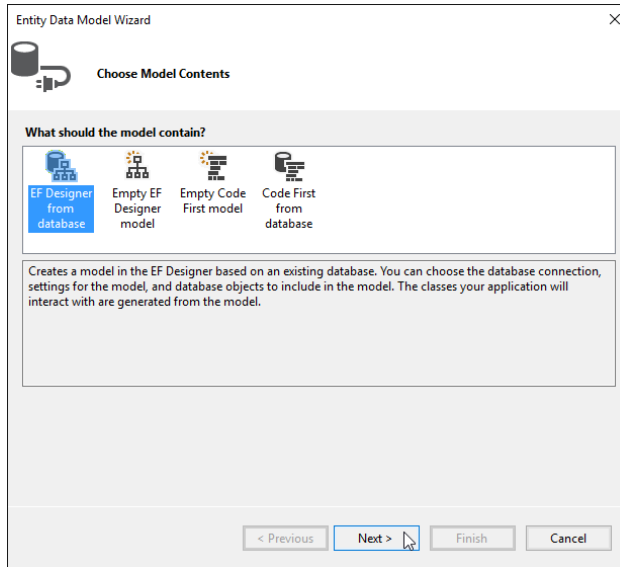 Entity Data Model Wizard
Choose Model Contents
What should the model contain?
EF Designer
from
database
Empty EF
Designer
model
Empty Code
First model
Code First
from
database
Creates a model in the EF Designer based on an existing database. You can choose the database connection,
settings for the model, and database objects to include in the model. The classes your application will
interact with are generated from the model.
< Previous
Next >
Finish
Cancel